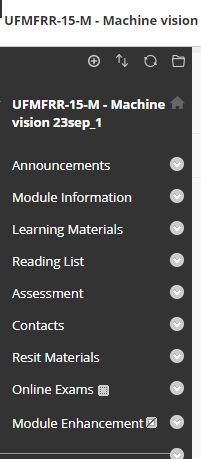 UFMFRR-15-M - Machine vision
UFMFRR-15-M - Machine
vision 23sep_1
Announcements
Module Information
Learning Materials
Reading List
Assessment
Contacts
Resit Materials
Online Exams
Module Enhancement